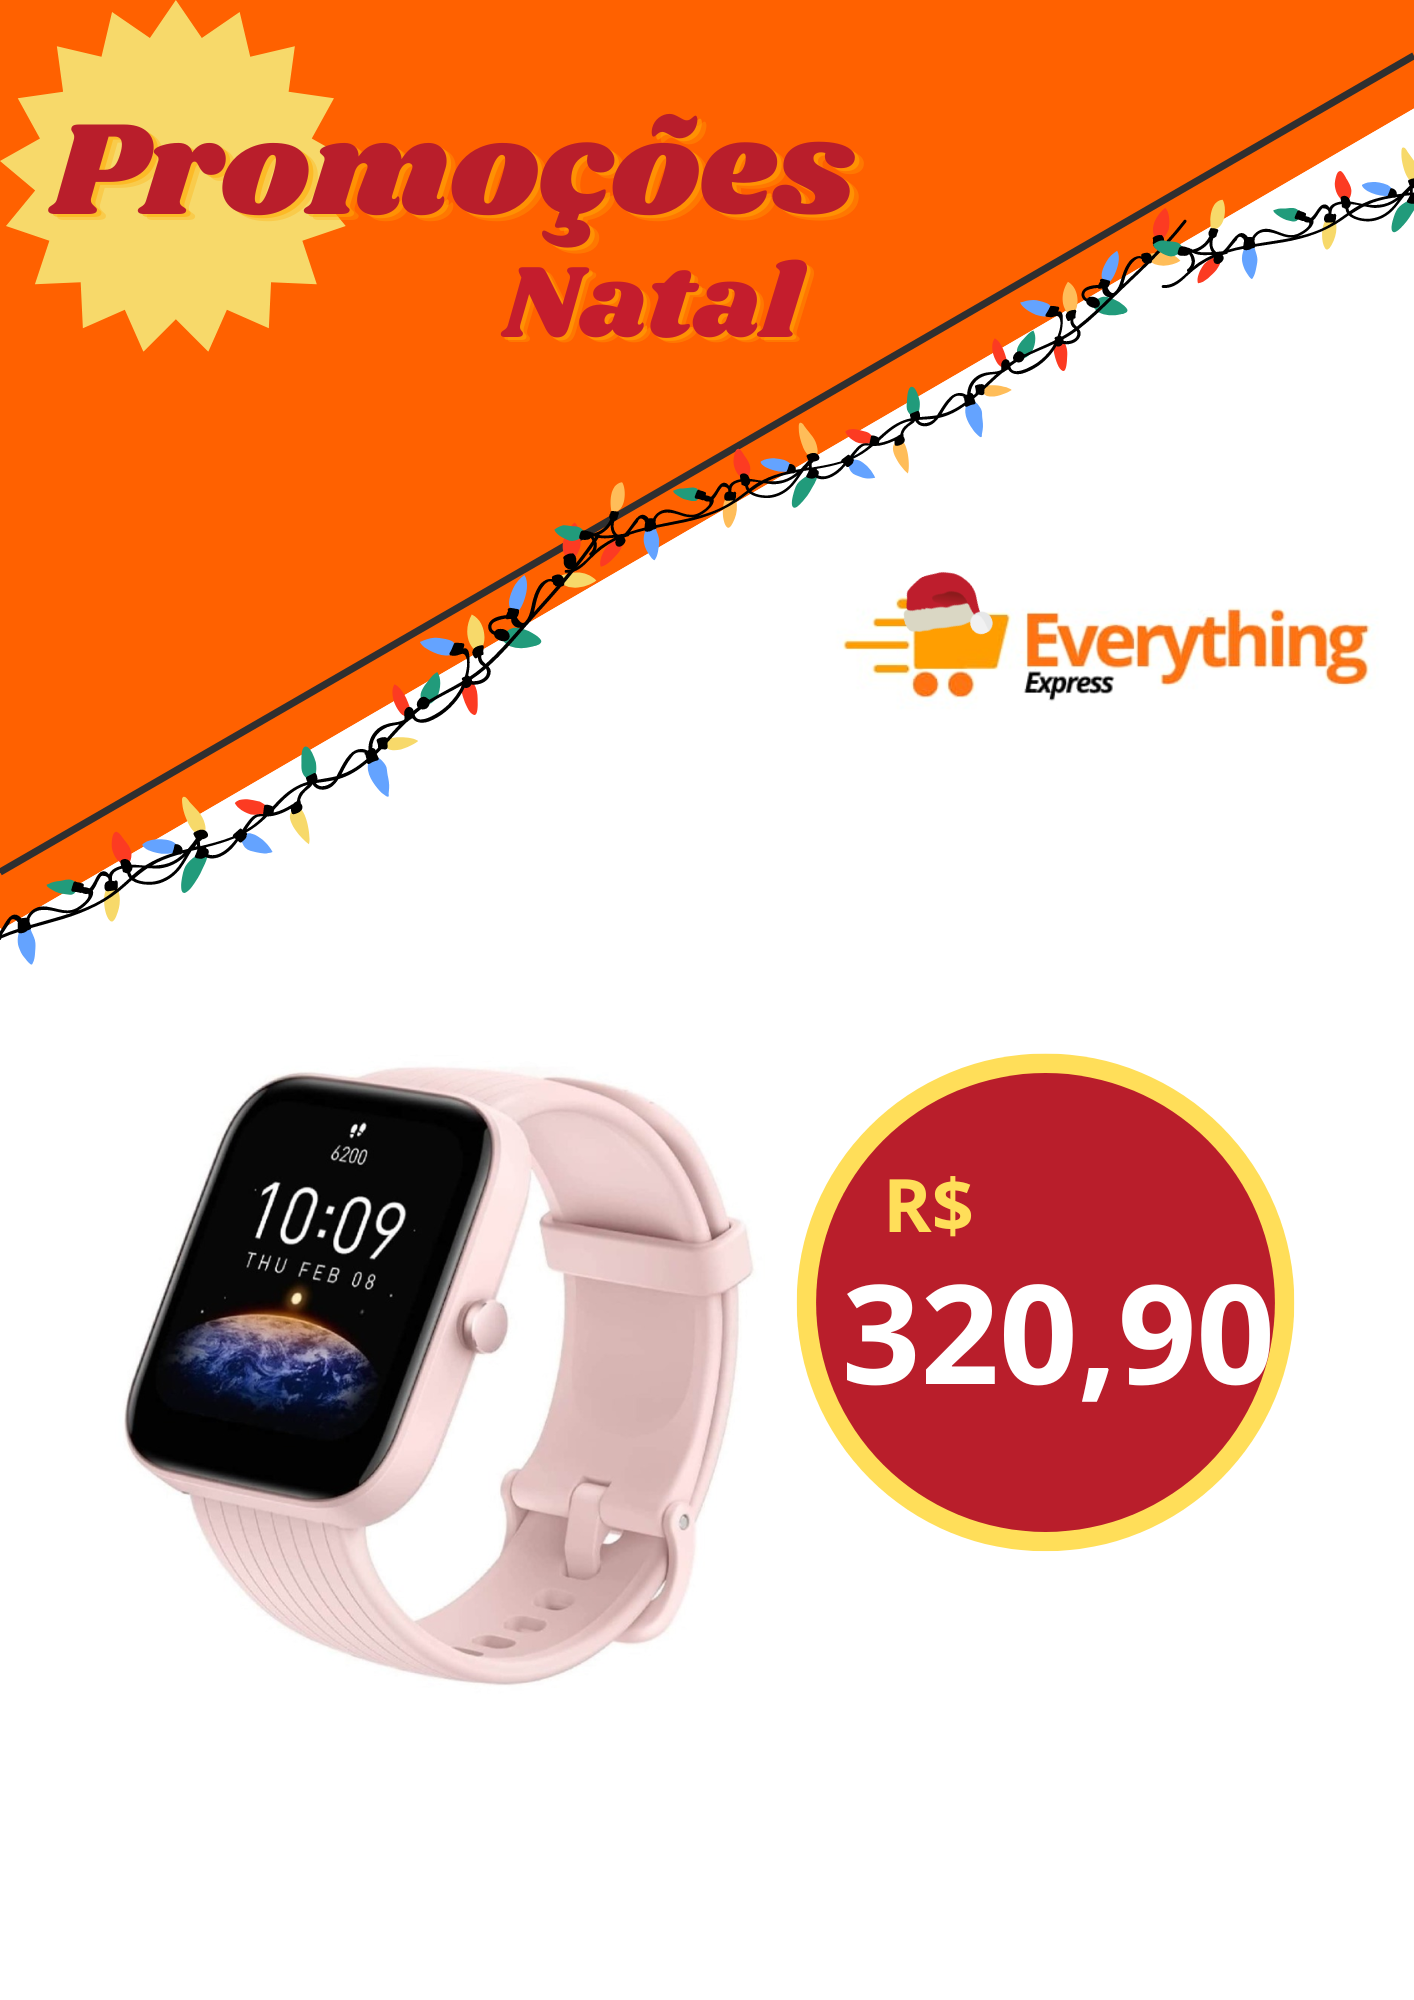 Promoções
Natal
Everything
Express
6200
10:09
THU FEB 08
R$
320,90